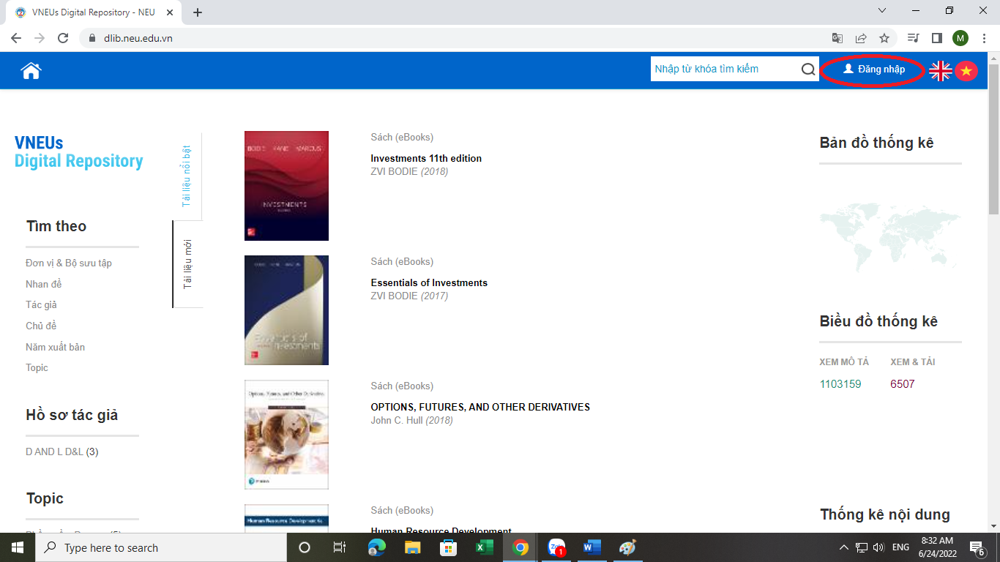 VNEUs Digital Repository - NEU
dlib.neu.edu.vn
M
Nhập từ khóa tìm kiếm
Đăng nhập
VNEUs
Digital Repository
Tài liệu nổi bật
Tài liệu mới
Tìm theo
Đơn vị & Bộ sưu tập
Nhan đề
Tác giả
Chủ đề
Năm xuất bản
Topic
Hồ sơ tác giả
D AND L D&L (3)
Topic
BODIE KANE MARCUS
INVESTMENTS
Sách (eBooks)
Investments 11th edition
ZVI BODIE (2018)
Essentials of
Investments
Sách (eBooks)
Essentials of Investments
ZVI BODIE (2017)
Options, Futures, and Other Derivatives
Sách (eBooks)
OPTIONS, FUTURES, AND OTHER DERIVATIVES
John C. Hull (2018)
Human Resource Development
Sách (eBooks)
Human Resource Development
Bản đồ thống kê
Biểu đồ thống kê
XEM MÔ TẢ XEM & TẢI
1103159 6507
Thống kê nội dung
Type here to search
1
ENG
8:32 AM
6/24/2022
6